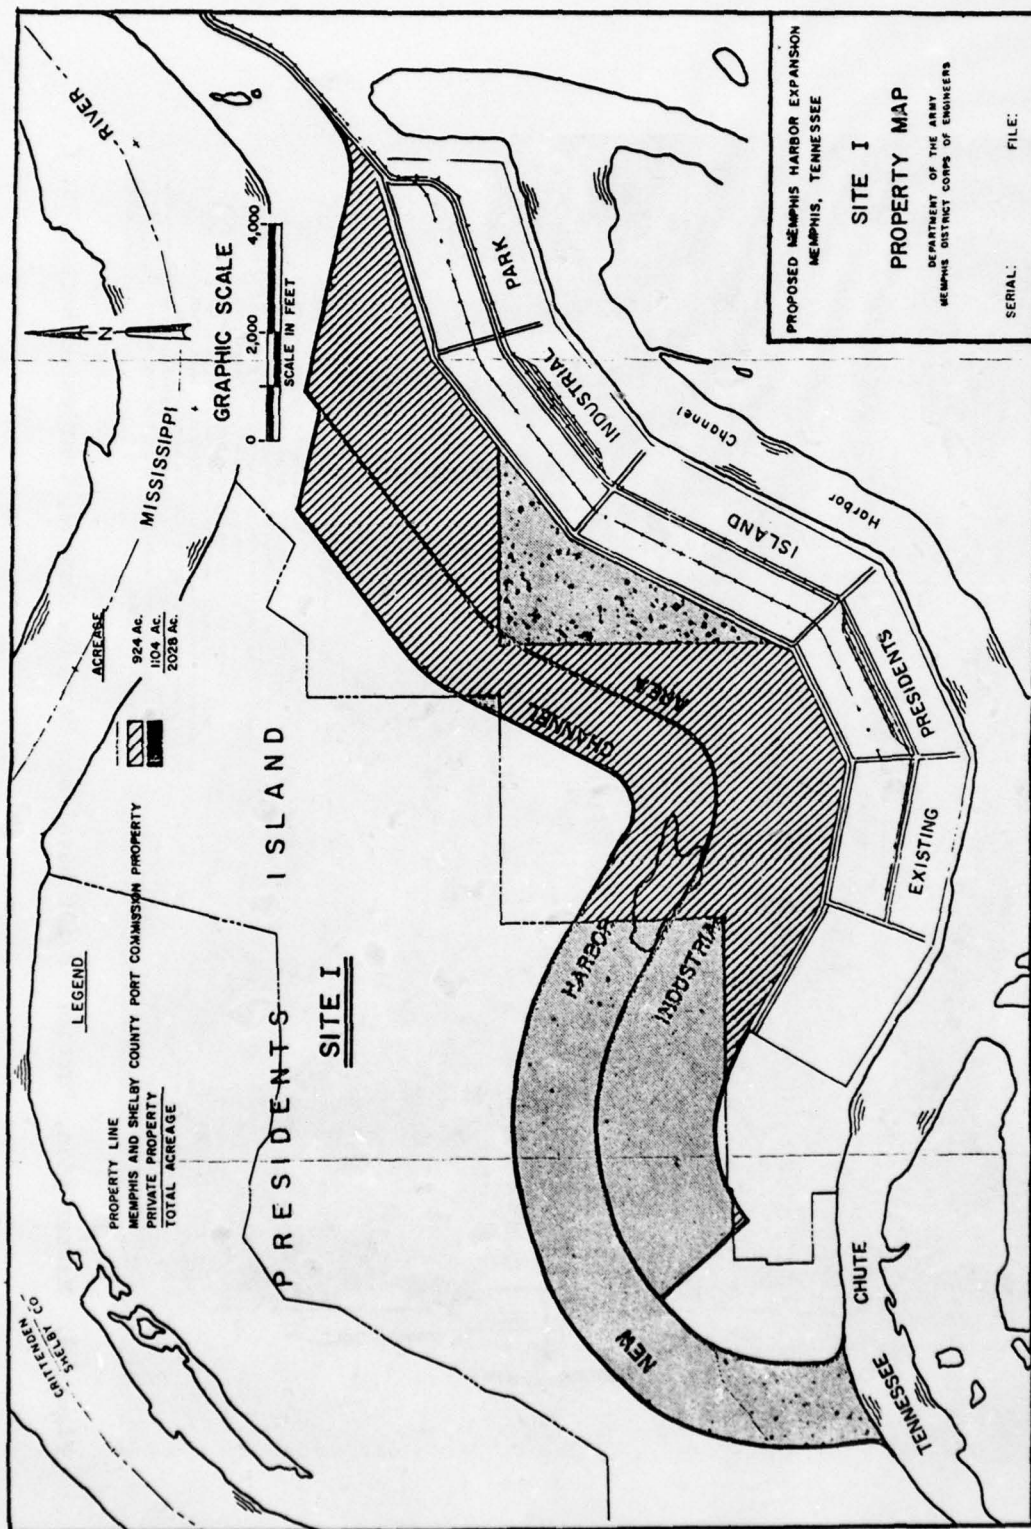 MISSISSIPPI RIVER
CRITTENDEN CO.
SHELBY CO.
LEGEND
ACREAGE
PROPERTY LINE
MEMPHIS AND SHELBY COUNTY PORT COMMISSION PROPERTY 924 Ac.
PRIVATE PROPERTY 1104 Ac.
TOTAL ACREAGE 2028 Ac.
N
GRAPHIC SCALE
0 2,000 4,000
SCALE IN FEET
PRESIDENTS ISLAND
SITE I
NEW HARBOR CHANNEL
INDUSTRIAL AREA
EXISTING PRESIDENTS ISLAND INDUSTRIAL PARK
Harbor Channel
TENNESSEE CHUTE
PROPOSED MEMPHIS HARBOR EXPANSION
MEMPHIS, TENNESSEE
SITE I
PROPERTY MAP
DEPARTMENT OF THE ARMY
MEMPHIS DISTRICT CORPS OF ENGINEERS
SERIAL: FILE: